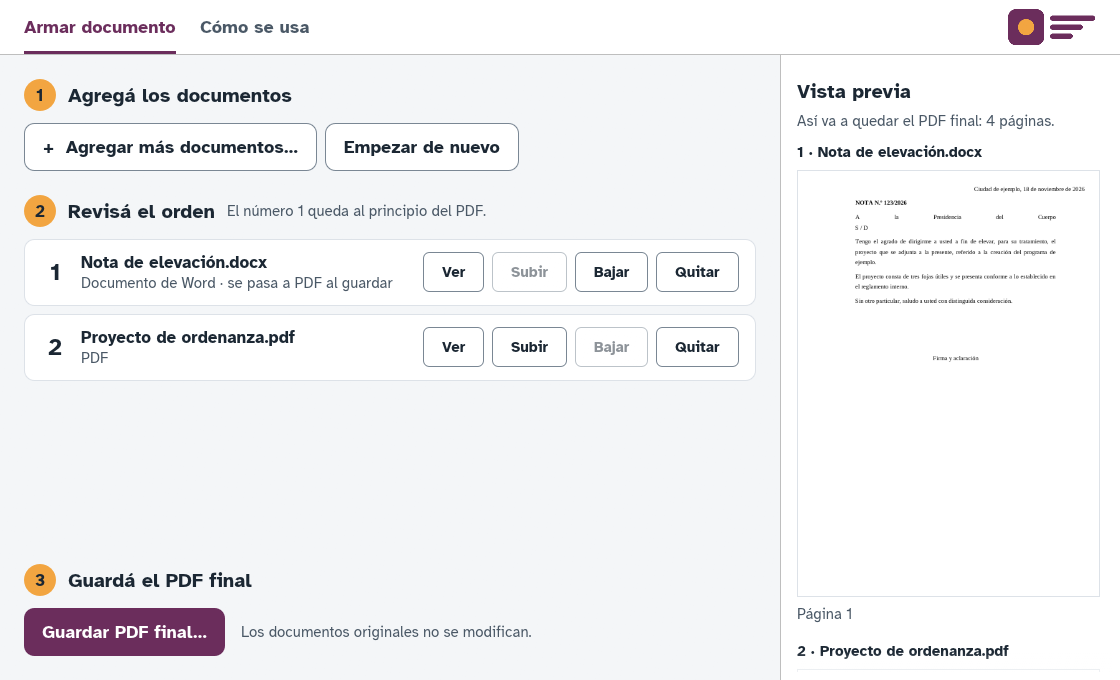 Armar documento
Cómo se usa
1 Agregá los documentos
+ Agregar más documentos...
Empezar de nuevo
2 Revisá el orden El número 1 queda al principio del PDF.
1 Nota de elevación.docx
Documento de Word · se pasa a PDF al guardar
Ver Subir Bajar Quitar
2 Proyecto de ordenanza.pdf
PDF
Ver Subir Bajar Quitar
3 Guardá el PDF final
Guardar PDF final...
Los documentos originales no se modifican.
Vista previa
Así va a quedar el PDF final: 4 páginas.
1 · Nota de elevación.docx
Ciudad de ejemplo, 18 de noviembre de 2026
NOTA N.º 123/2026
A la Presidencia del Cuerpo
S / D
Tengo el agrado de dirigirme a usted a fin de elevar, para su tratamiento, el
proyecto que se adjunta a la presente, referido a la creación del programa de
ejemplo.
El proyecto consta de tres fojas útiles y se presenta conforme a lo establecido en
el reglamento interno.
Sin otro particular, saludo a usted con distinguida consideración.
Firma y aclaración
Página 1
2 · Proyecto de ordenanza.pdf